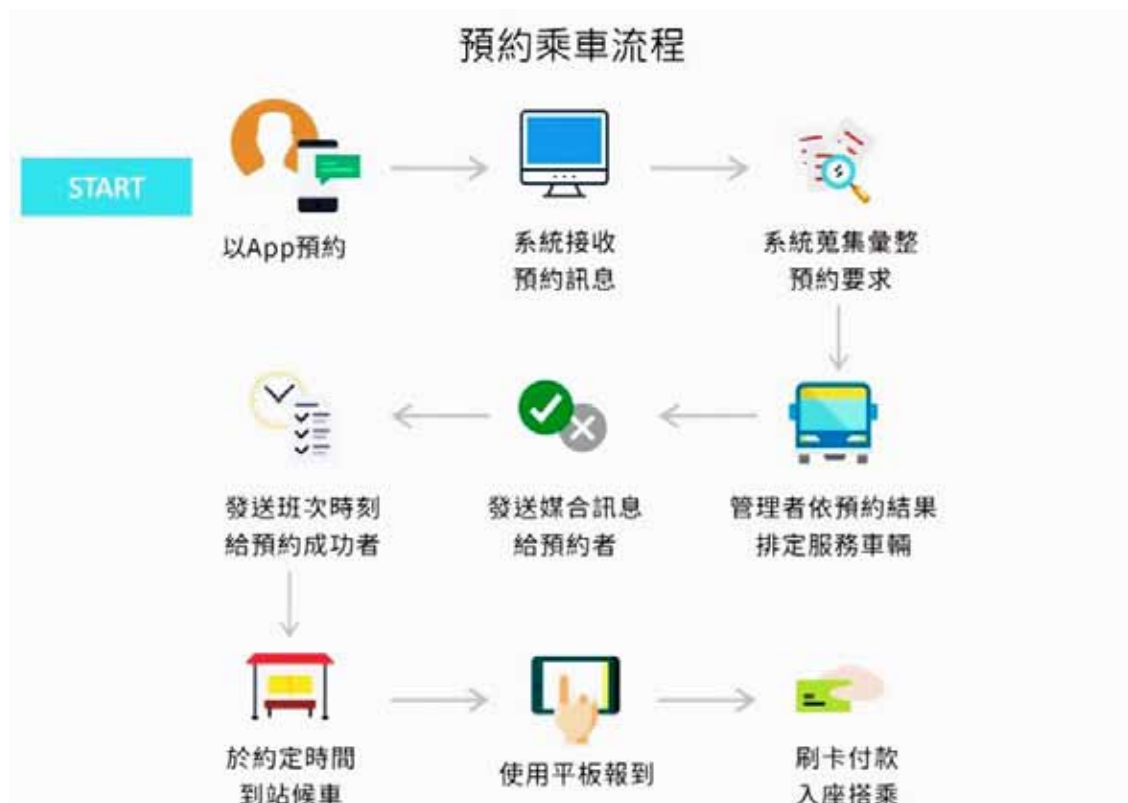 預約乘車流程
START
以App預約
系統接收
預約訊息
系統蒐集彙整
預約要求
管理者依預約結果
排定服務車輛
發送媒合訊息
給預約者
發送班次時刻
給預約成功者
於約定時間
到站候車
使用平板報到
刷卡付款
入座搭乘